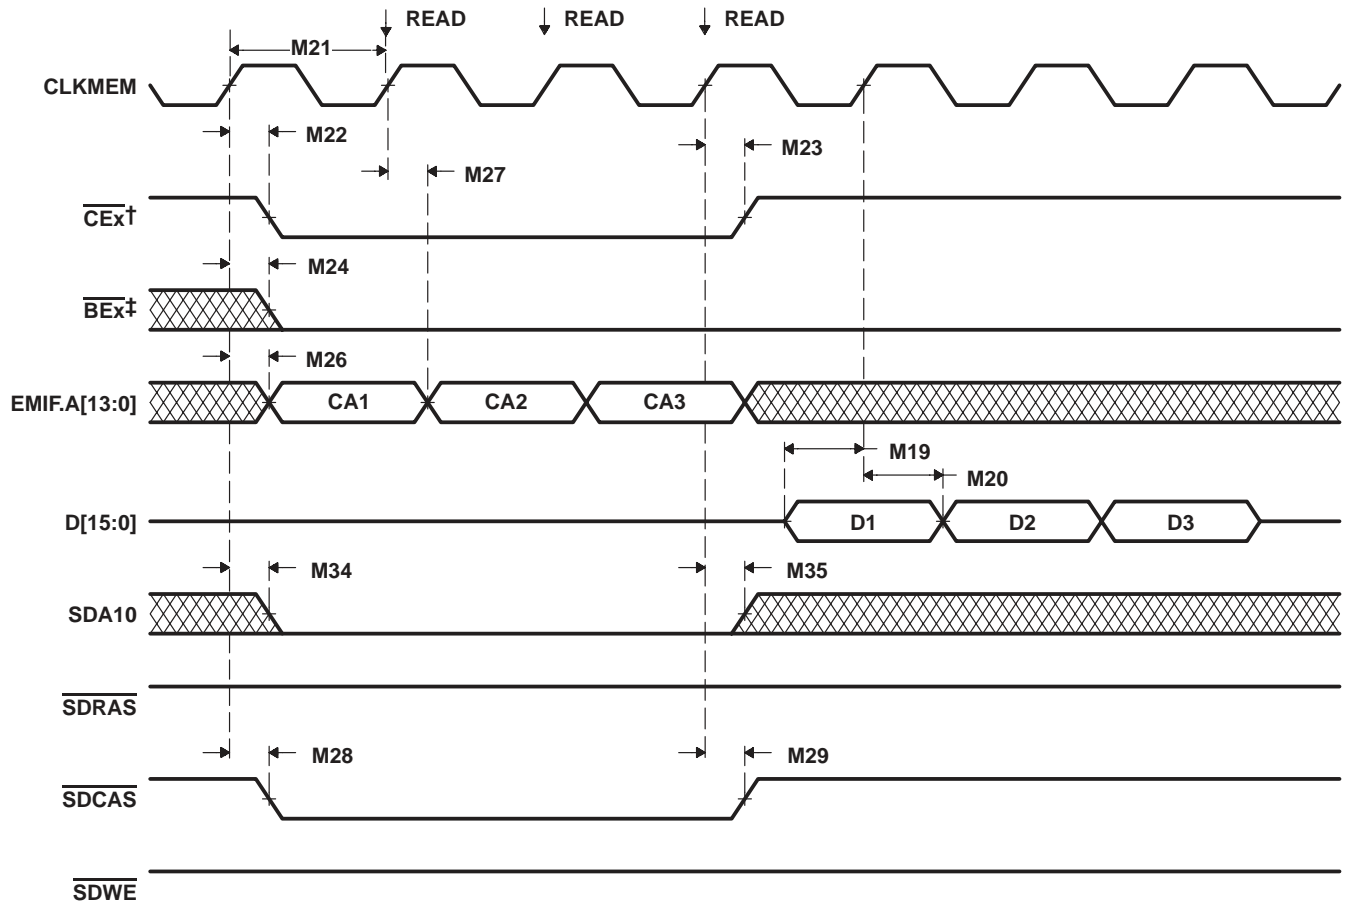 READ READ READ
M21
CLKMEM
M22
M23
M27
CEx†
M24
BEx‡
M26
EMIF.A[13:0] CA1 CA2 CA3
M19
M20
D[15:0] D1 D2 D3
M34 M35
SDA10
SDRAS
M28 M29
SDCAS
SDWE